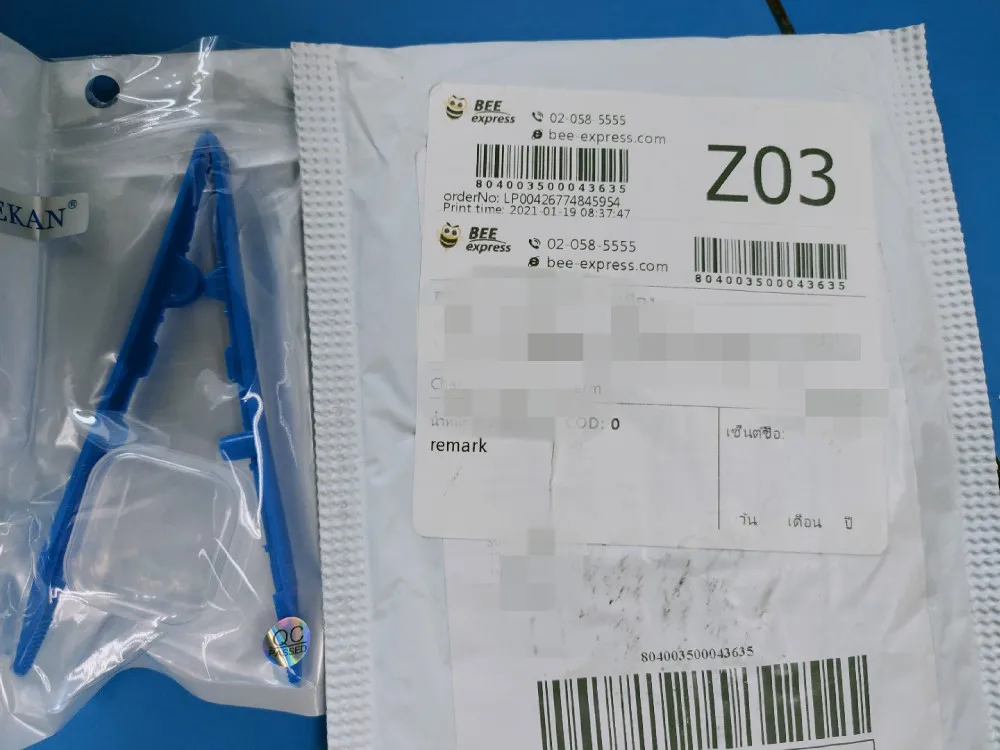 EKAN®
BEE express
02-058-5555
bee-express.com
804003500043635
orderNo: LP00426774845954
Print time: 2021-01-19 08:37:47
Z03
BEE express
02-058-5555
bee-express.com
804003500043635
COD: 0
remark
เซ็นต์ชื่อ:
วัน เดือน ปี
QC
PASSED
804003500043635